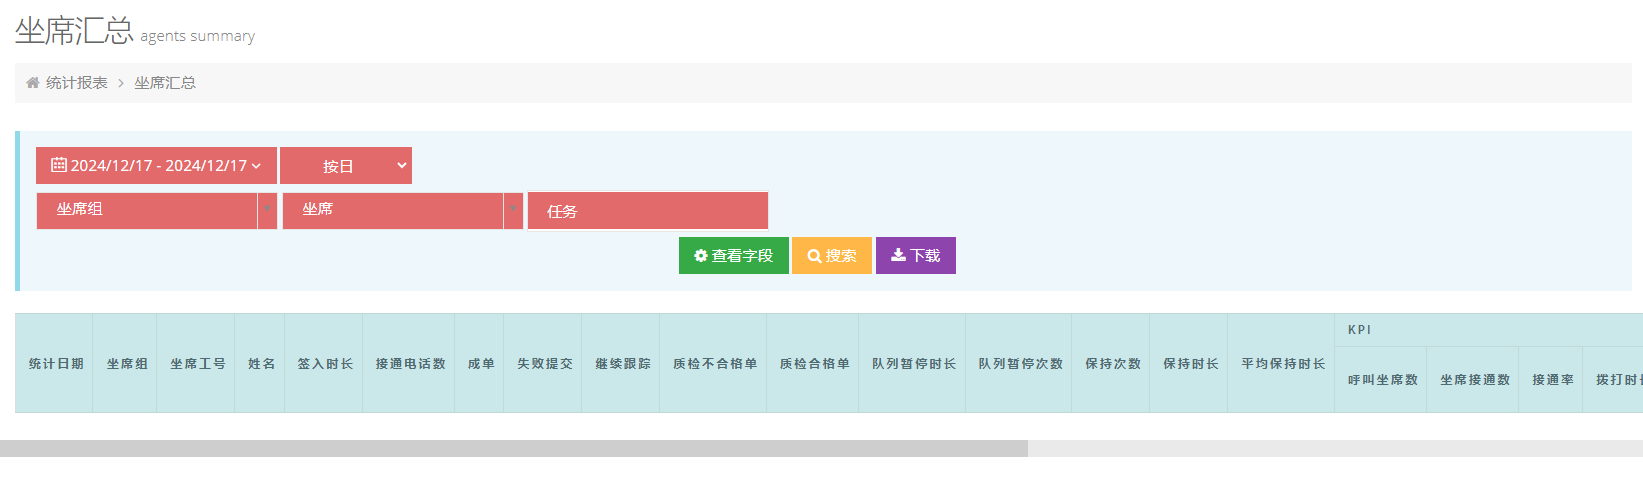 坐席汇总 agents summary
统计报表 > 坐席汇总
2024/12/17 - 2024/12/17 按日
坐席组 坐席 任务
查看字段 搜索 下载
KPI
统计日期 坐席组 坐席工号 姓名 签入时长 接通电话数 成单 失败提交 继续跟踪 质检不合格单 质检合格单 队列暂停时长 队列暂停次数 保持次数 保持时长 平均保持时长
呼叫坐席数 坐席接通数 接通率 拨打时